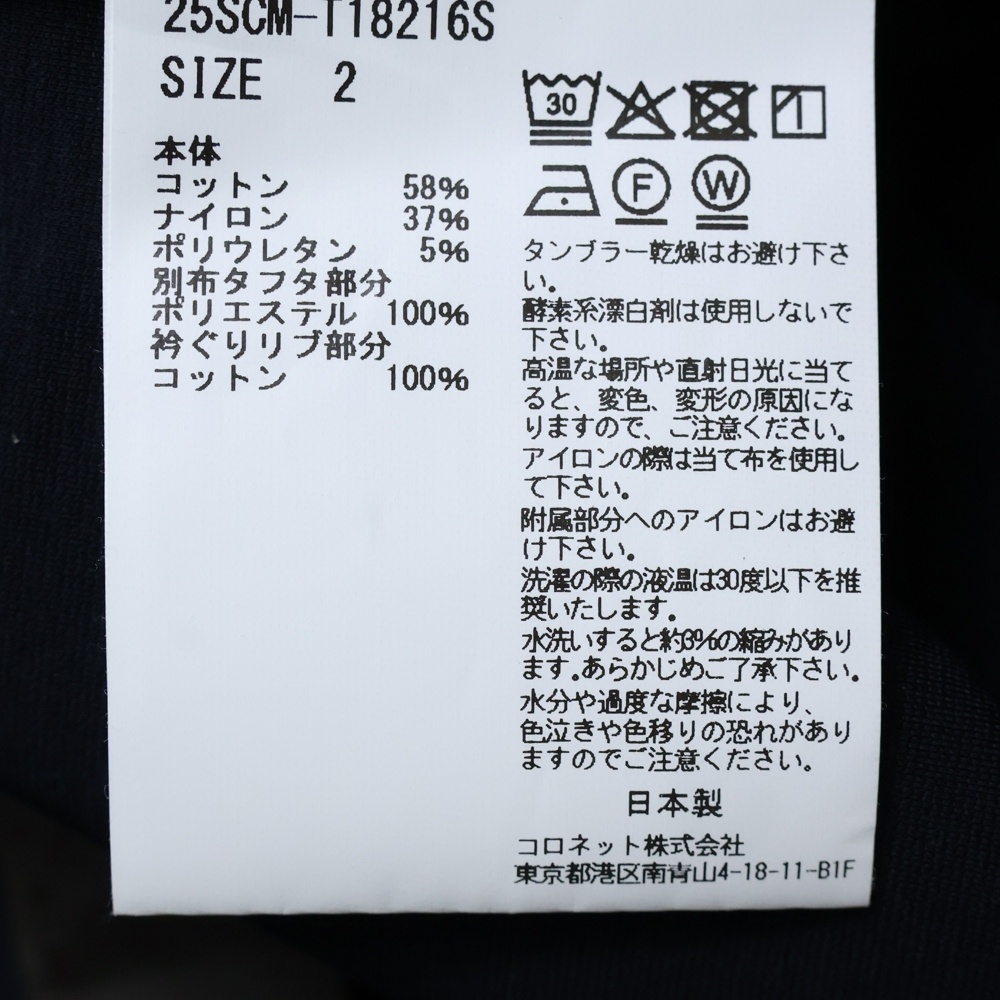 25SCM-T18216S
SIZE 2
本体
コットン 58%
ナイロン 37%
ポリウレタン 5%
別布タフタ部分
ポリエステル 100%
衿ぐりリブ部分
コットン 100%
30
F W
タンブラー乾燥はお避け下さ
い。
酵素系漂白剤は使用しないで
下さい。
高温な場所や直射日光に当て
ると、変色、変形の原因にな
りますので、ご注意ください。
アイロンの際は当て布を使用し
て下さい。
附属部分へのアイロンはお避
け下さい。
洗濯の際の液温は30度以下を推
奨いたします。
水洗いすると約3%の縮みがあり
ます。あらかじめご了承下さい。
水分や過度な摩擦により、
色泣きや色移りの恐れがあり
ますのでご注意ください。
日本製
コロネット株式会社
東京都港区南青山4-18-11-B1F